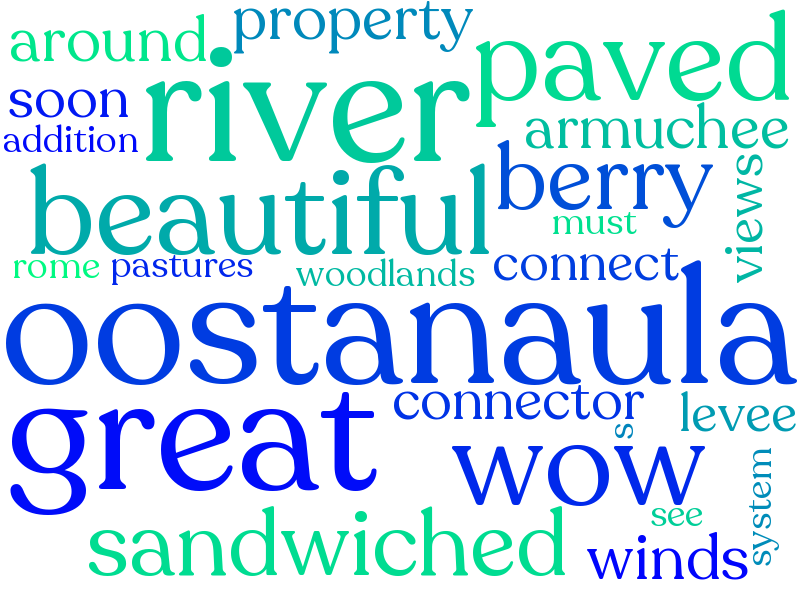 around
property
paved
soon
river
addition
armuchee
beautiful
berry
views
must
rome
pastures
woodlands
connect
oostanaula
great
connector
levee
s
wow
system
sandwiched
see
winds